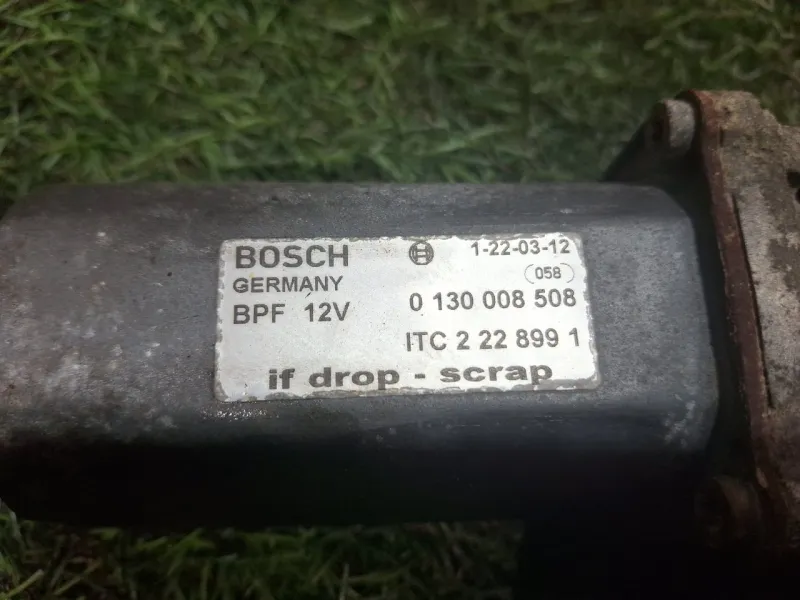 BOSCH 1-22-03-12
GERMANY 058
BPF 12V 0 130 008 508
ITC 2 22 899 1
if drop - scrap